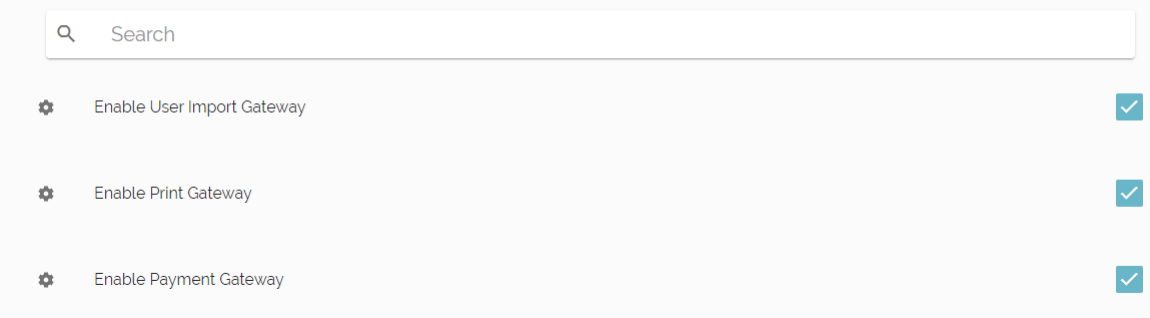 Search
Enable User Import Gateway
Enable Print Gateway
Enable Payment Gateway